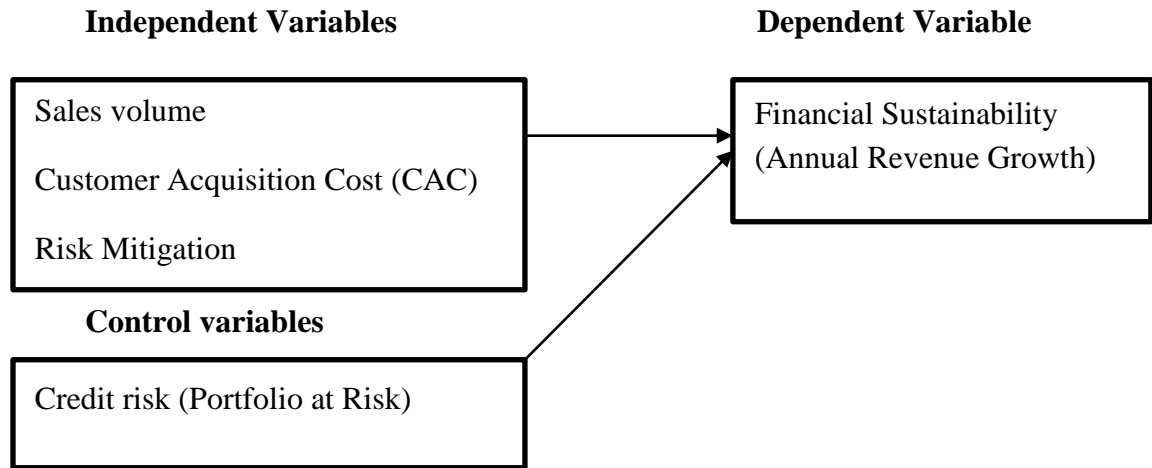 Independent Variables
Sales volume
Customer Acquisition Cost (CAC)
Risk Mitigation
Control variables
Credit risk (Portfolio at Risk)
Dependent Variable
Financial Sustainability
(Annual Revenue Growth)